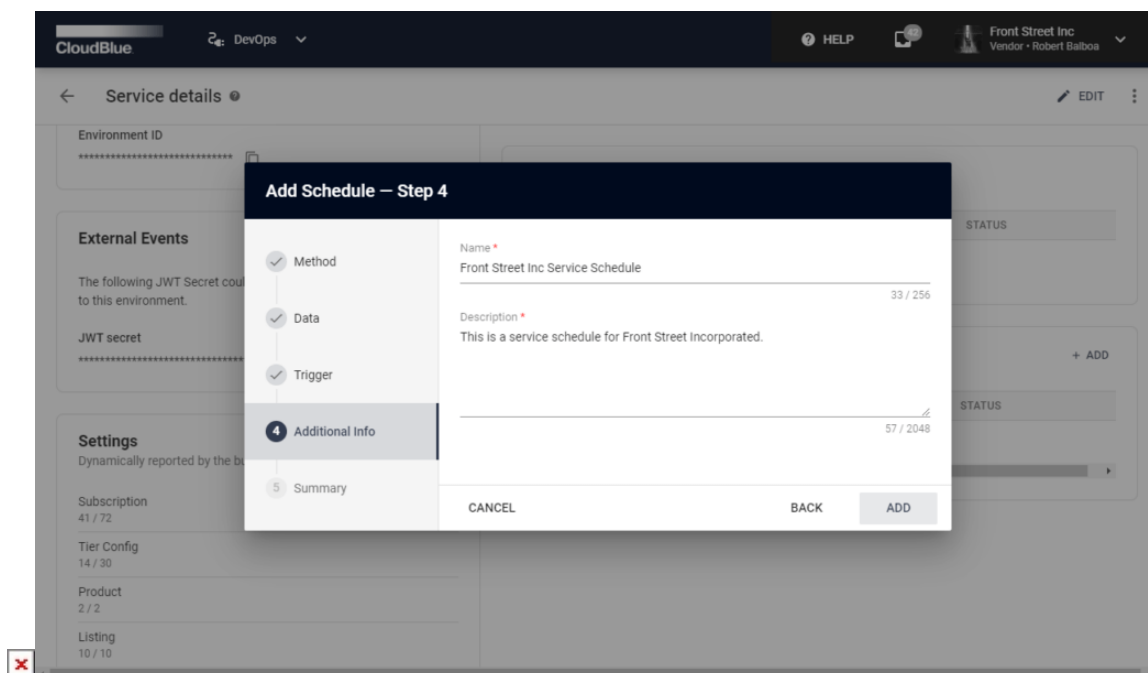 CloudBlue
DevOps
HELP
42
Front Street Inc
Vendor • Robert Balboa
Service details
EDIT
Environment ID
*****************************
External Events
The following JWT Secret coul
to this environment.
JWT secret
*******************************
Settings
Dynamically reported by the bu
Subscription
41 / 72
Tier Config
14 / 30
Product
2 / 2
Listing
10 / 10
Add Schedule — Step 4
Method
Data
Trigger
4 Additional Info
5 Summary
Name *
Front Street Inc Service Schedule
33 / 256
Description *
This is a service schedule for Front Street Incorporated.
57 / 2048
CANCEL
BACK
ADD
STATUS
+ ADD
STATUS